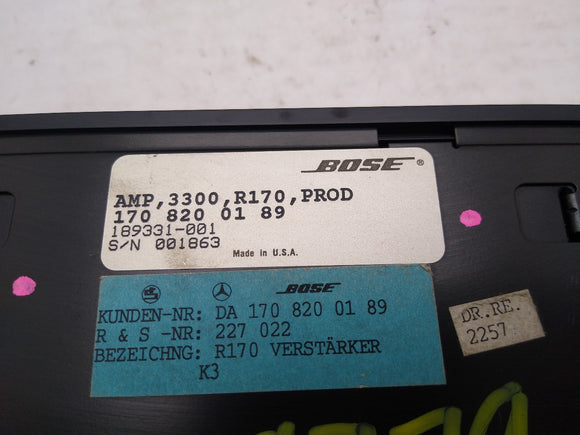 BOSE ®
AMP,3300,R170,PROD
170 820 01 89
189331-001
S/N 001863
Made in U.S.A.
BOSE
KUNDEN-NR: DA 170 820 01 89
R & S -NR: 227 022
BEZEICHNG: R170 VERSTÄRKER
K3
DR.RE.
2257